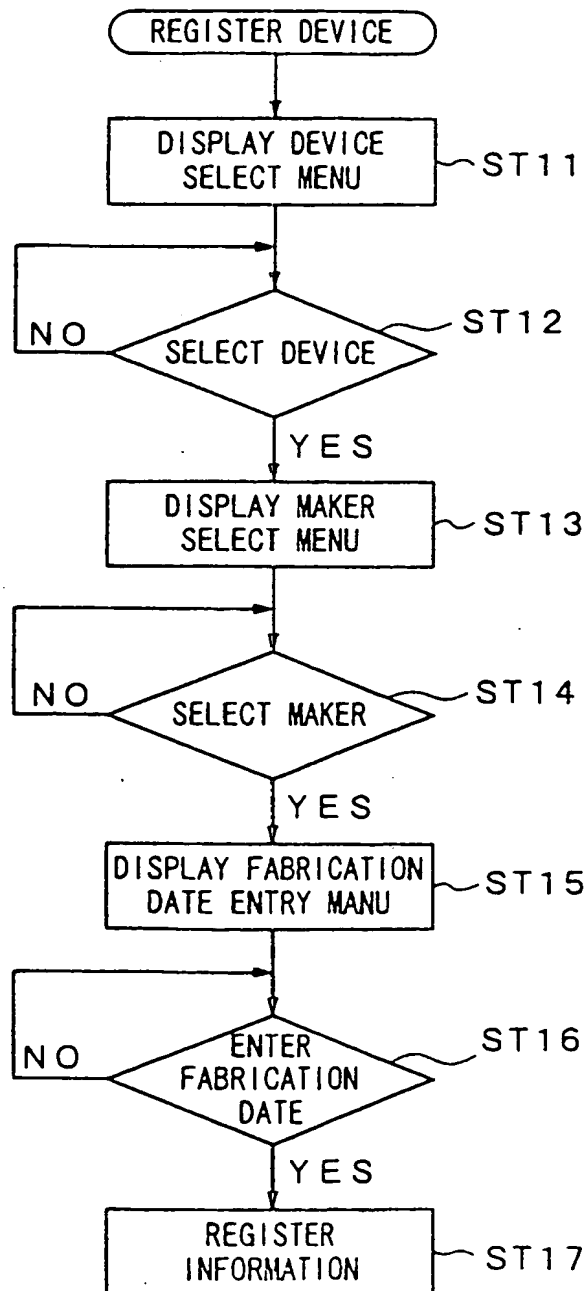 REGISTER DEVICE
DISPLAY DEVICE
SELECT MENU
ST11
NO
SELECT DEVICE
ST12
YES
DISPLAY MAKER
SELECT MENU
ST13
NO
SELECT MAKER
ST14
YES
DISPLAY FABRICATION
DATE ENTRY MANU
ST15
NO
ENTER
FABRICATION
DATE
ST16
YES
REGISTER
INFORMATION
ST17